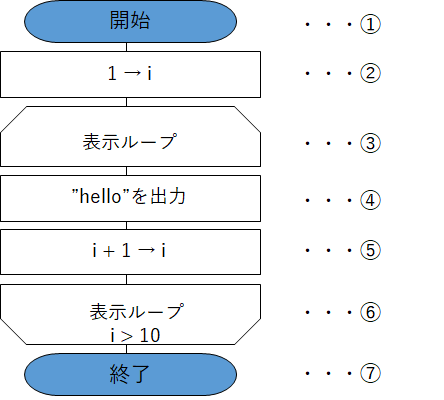 開始 ・・・①
1 → i ・・・②
表示ループ ・・・③
”hello”を出力 ・・・④
i + 1 → i ・・・⑤
表示ループ ・・・⑥
i > 10
終了 ・・・⑦